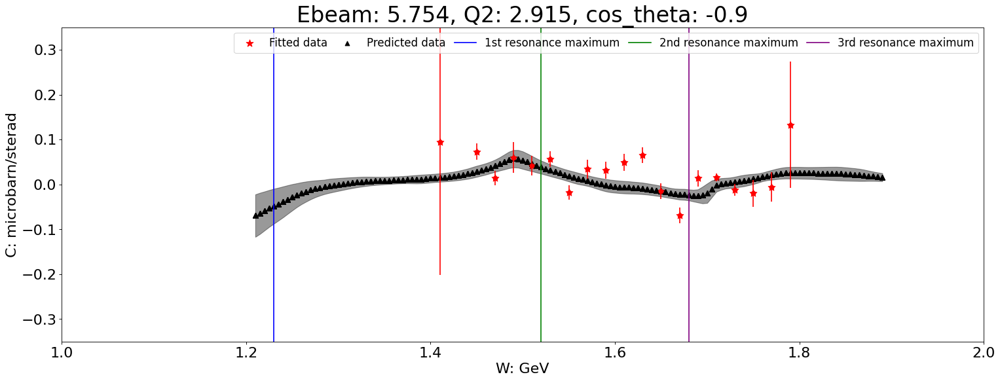 Ebeam: 5.754, Q2: 2.915, cos_theta: -0.9
Fitted data Predicted data 1st resonance maximum 2nd resonance maximum 3rd resonance maximum
0.3
0.2
0.1
0.0
−0.1
−0.2
−0.3
C: microbarn/sterad
1.0 1.2 1.4 1.6 1.8 2.0
W: GeV